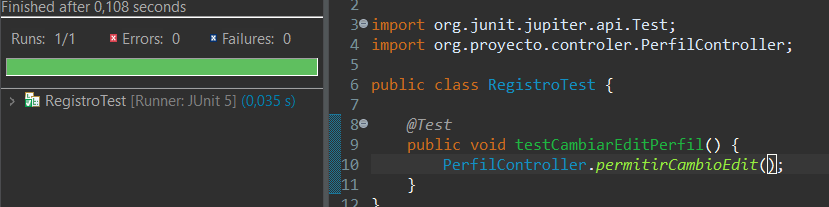 Finished after 0,108 seconds
Runs: 1/1 Errors: 0 Failures: 0
RegistroTest [Runner: JUnit 5] (0,035 s)
2
3 import org.junit.jupiter.api.Test;
4 import org.proyecto.controler.PerfilController;
5
6 public class RegistroTest {
7
8 @Test
9 public void testCambiarEditPerfil() {
10 PerfilController.permitirCambioEdit();
11 }
12 }